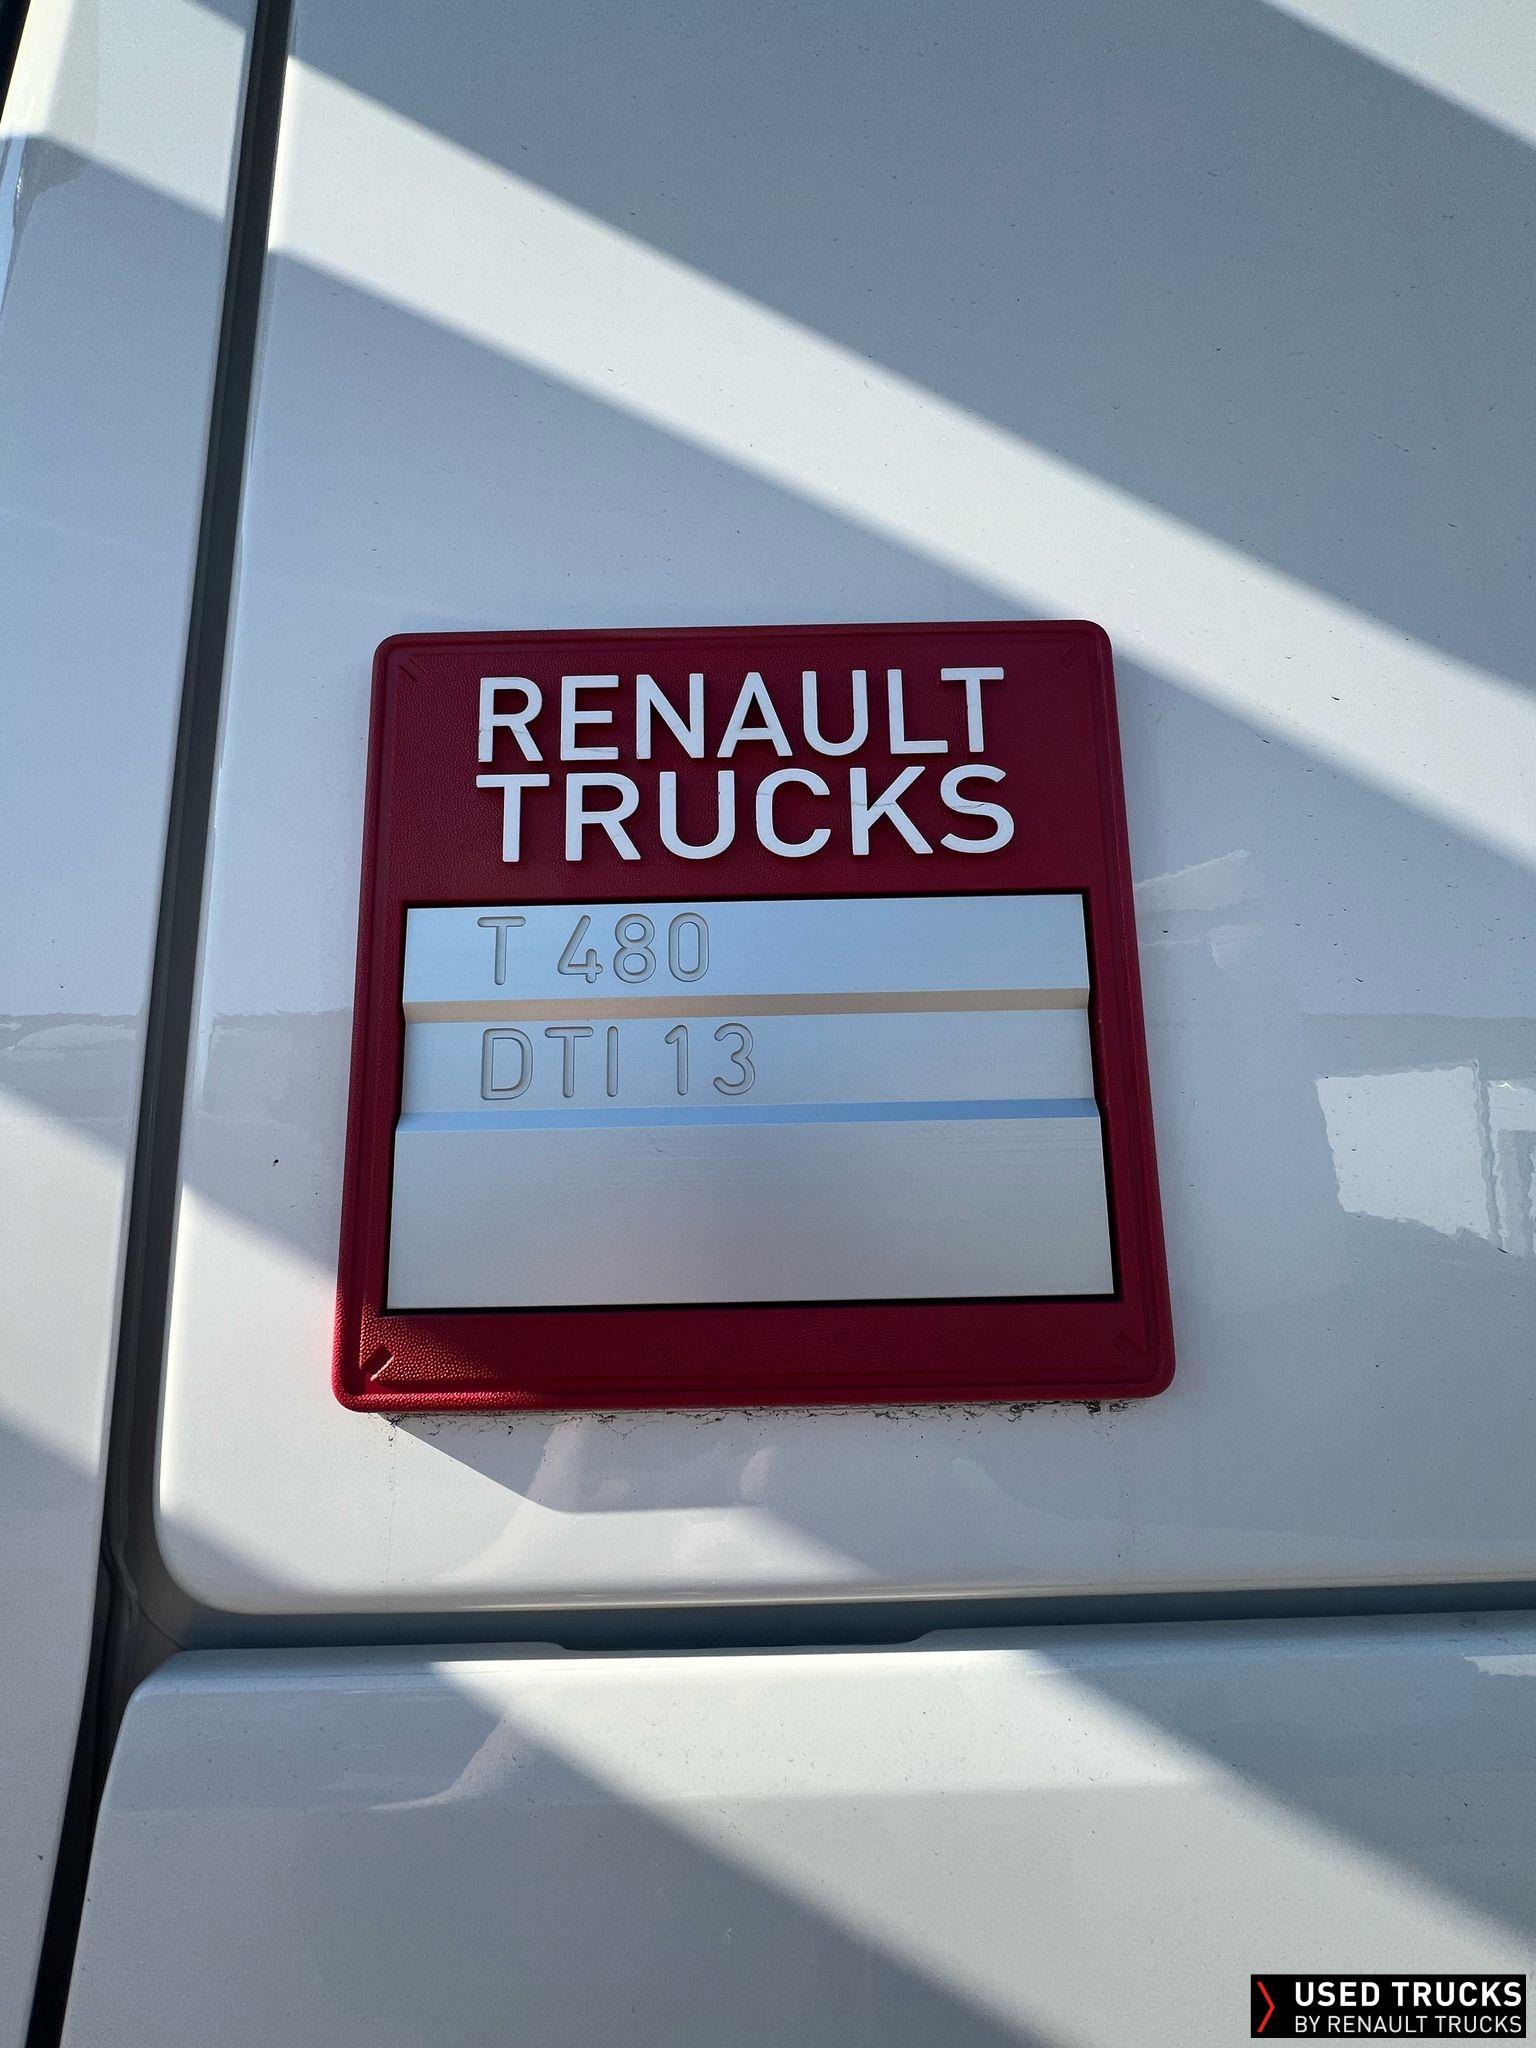 RENAULT
TRUCKS
T 480
DTI 13
USED TRUCKS
BY RENAULT TRUCKS